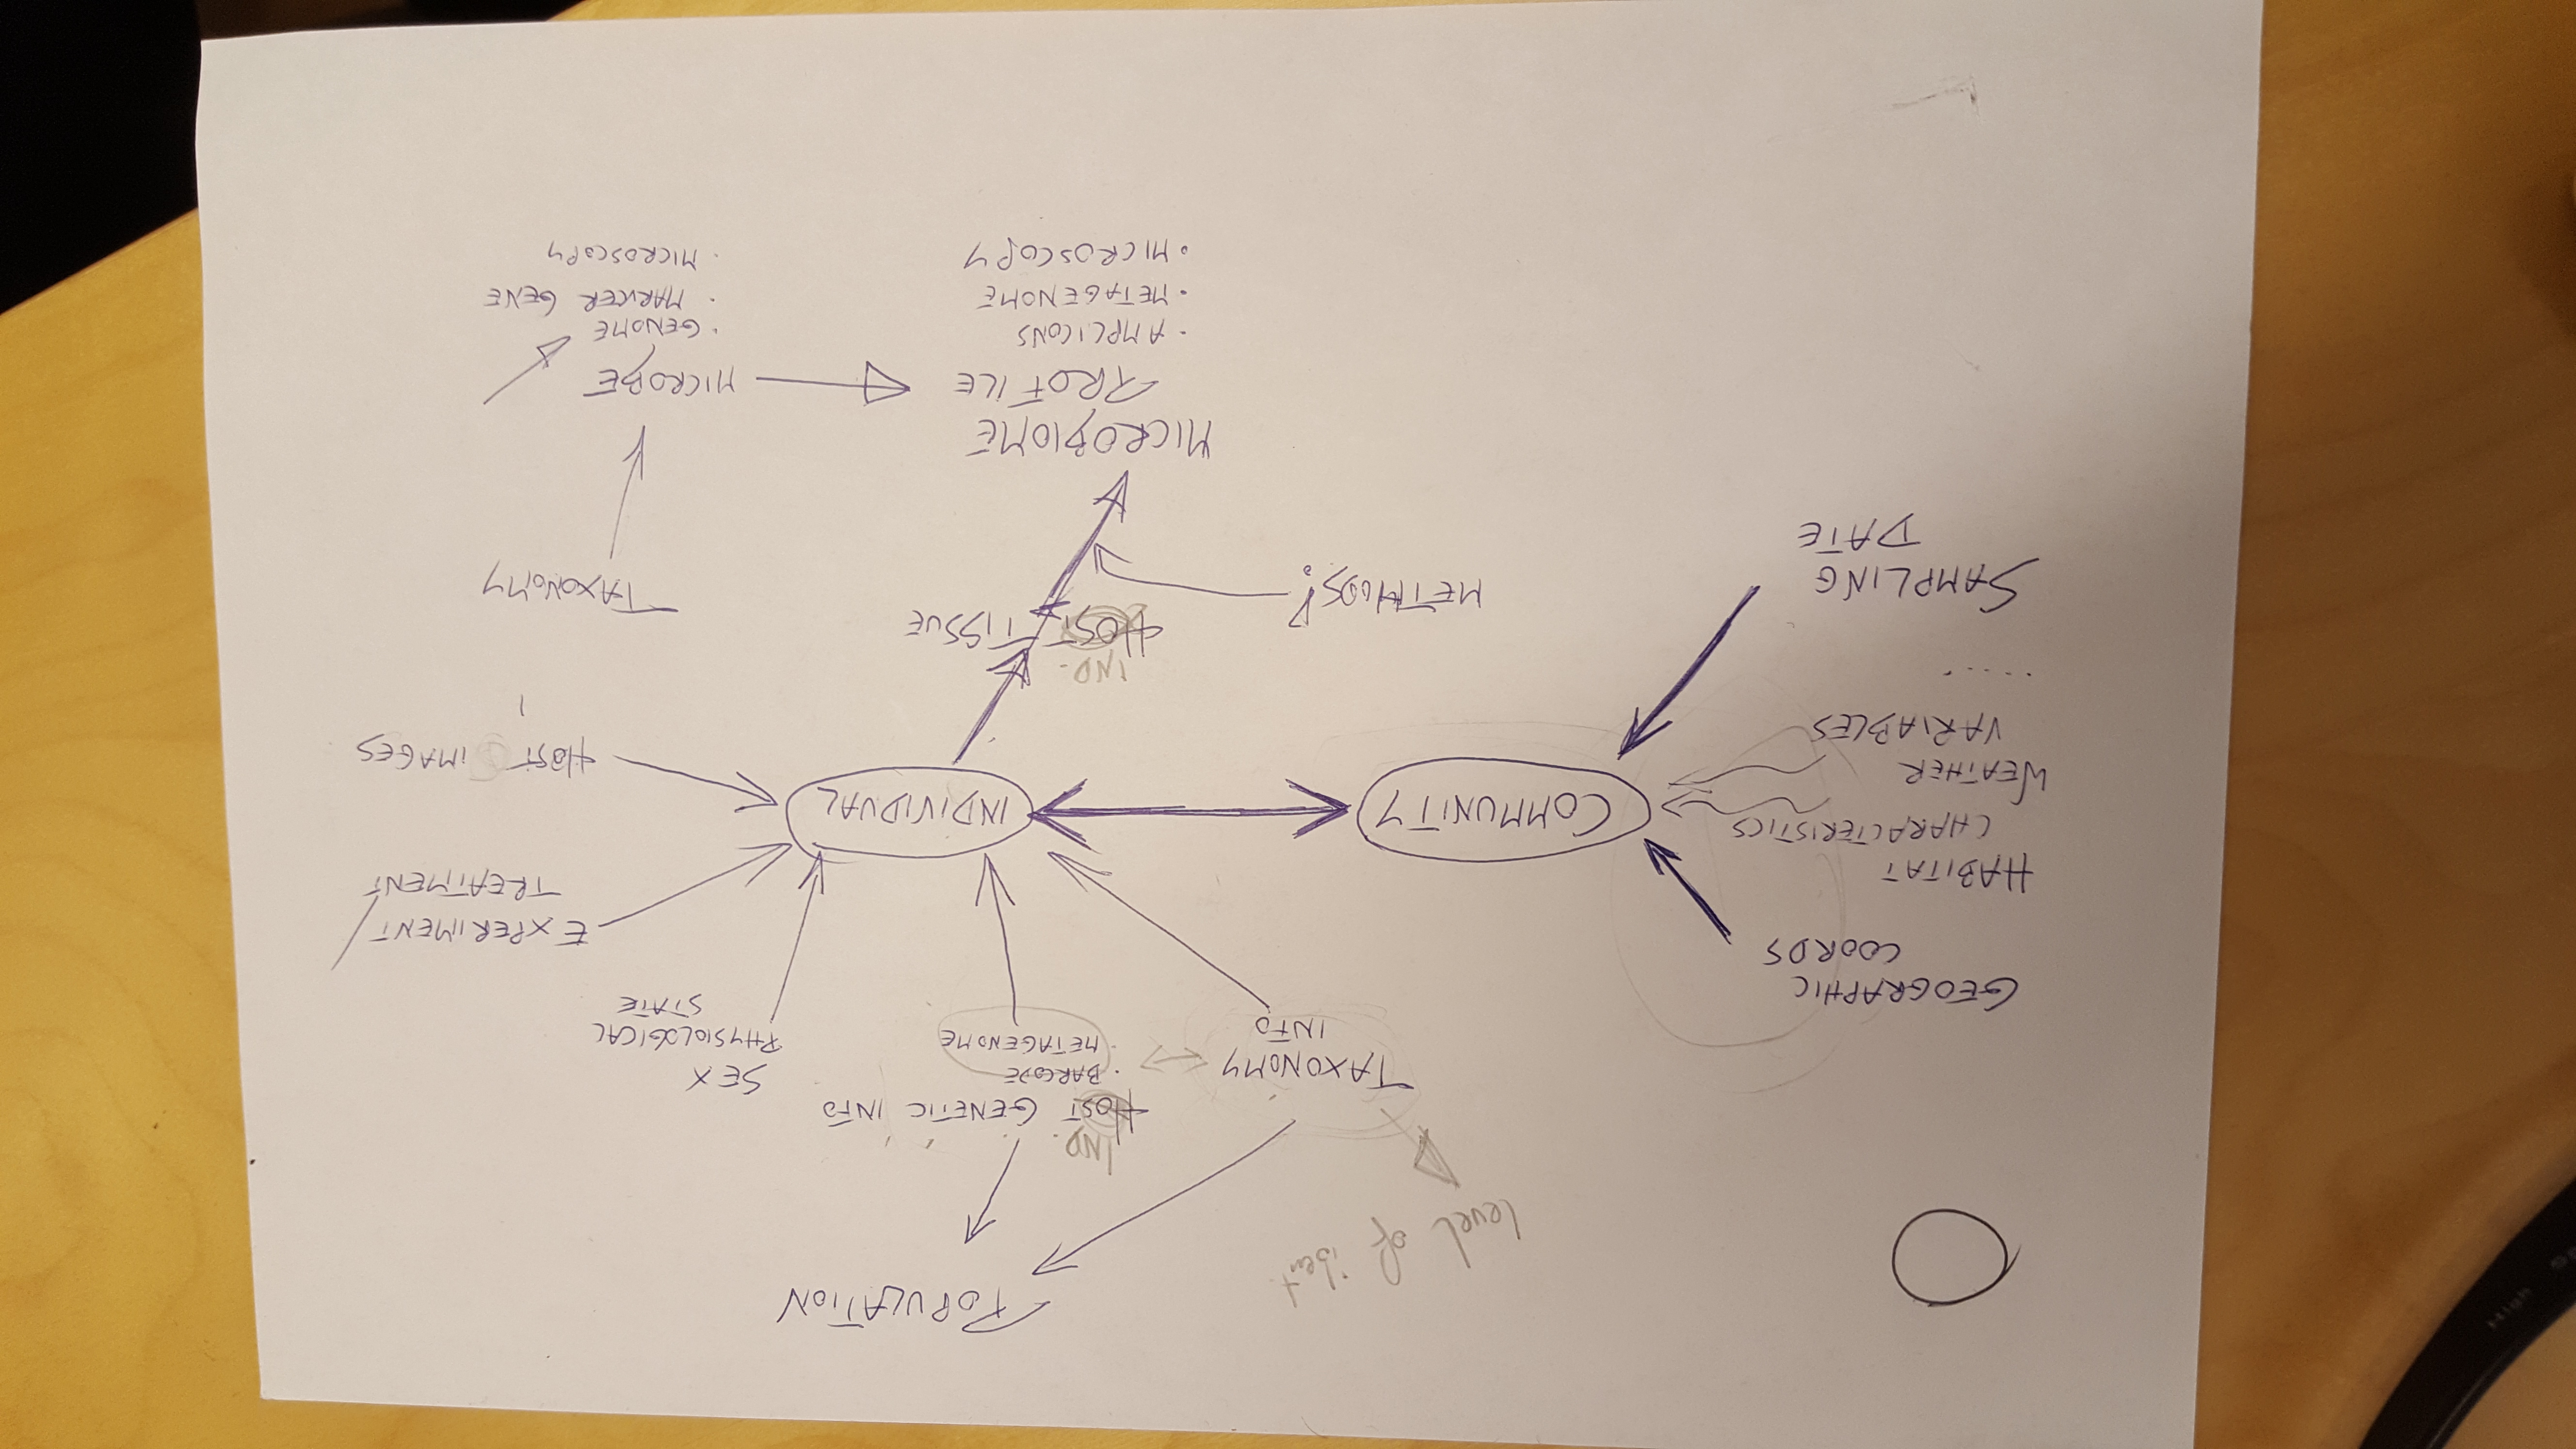 POPULATION
level of ident.
TAXONOMY
INFO
IND.
HOST GENETIC INFO
· BARCODE
· METAGENOME
SEX
PHYSIOLOGICAL
STATE
EXPERIMENT/
TREATMENT
HOST IMAGES
GEOGRAPHIC
COORDS
HABITAT
CHARACTERISTICS
WEATHER
VARIABLES
.....
SAMPLING
DATE
COMMUNITY
INDIVIDUAL
METHODS!
IND.
HOST TISSUE
TAXONOMY
MICROBIOME
PROFILE
· AMPLICONS
· METAGENOME
· MICROSCOPY
MICROBE
· GENOME
· MARKER GENE
· MICROSCOPY
High